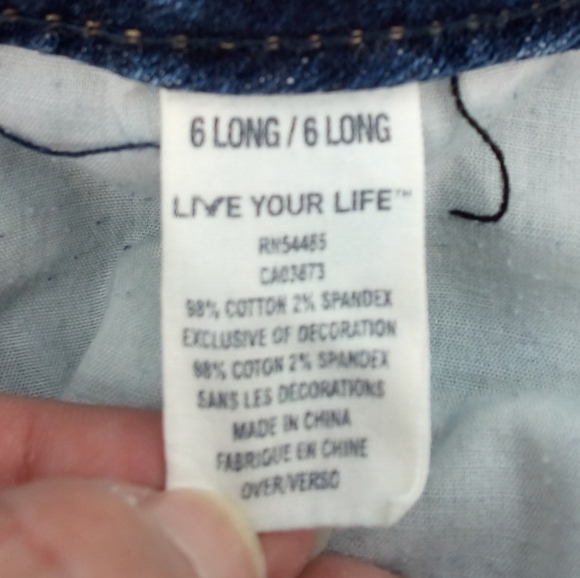 6 LONG / 6 LONG
LIVE YOUR LIFE™
RN54485
CA03673
98% COTTON 2% SPANDEX
EXCLUSIVE OF DECORATION
98% COTON 2% SPANDEX
SANS LES DECORATIONS
MADE IN CHINA
FABRIQUE EN CHINE
OVER/VERSO